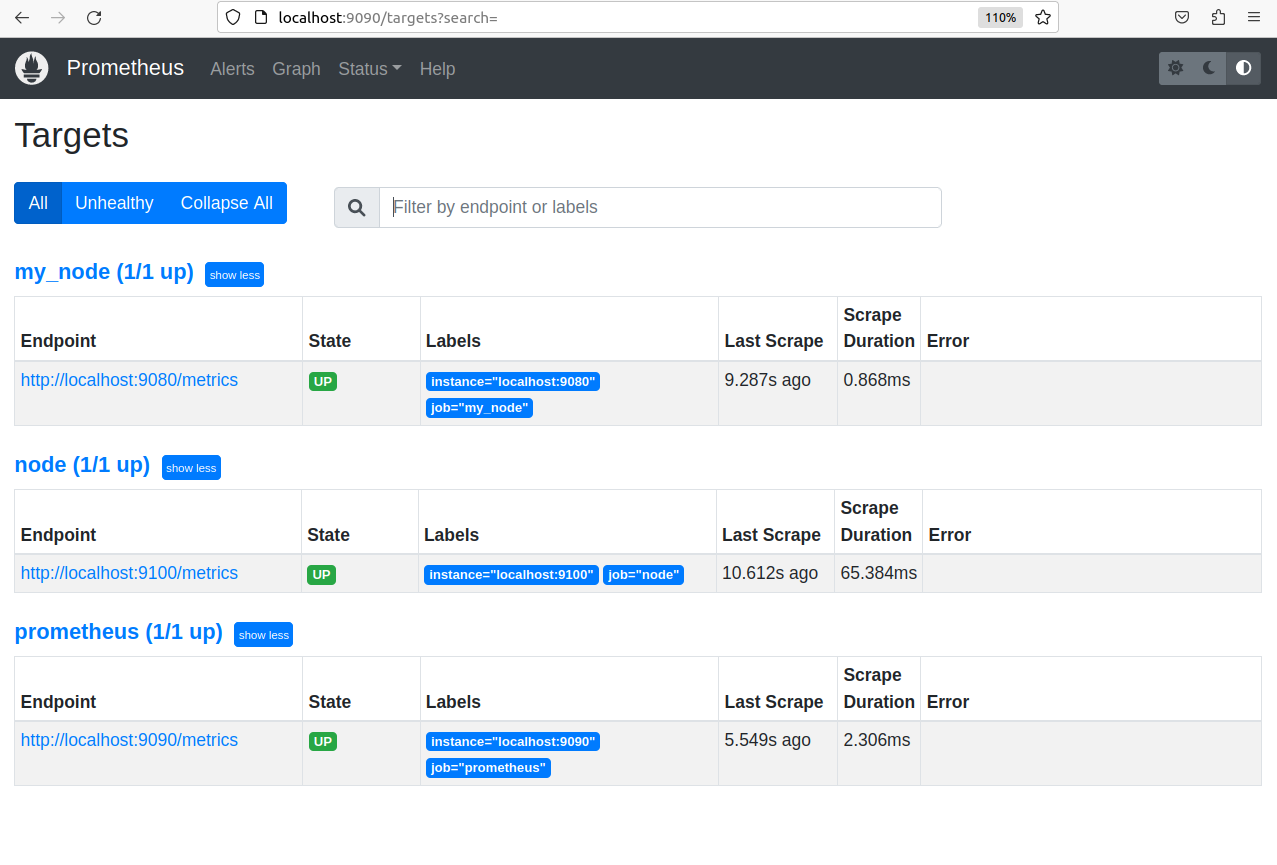 localhost:9090/targets?search= 110%
Prometheus Alerts Graph Status Help
Targets
All Unhealthy Collapse All Filter by endpoint or labels
my_node (1/1 up) show less
Endpoint State Labels Last Scrape Scrape Duration Error
http://localhost:9080/metrics UP instance="localhost:9080" 9.287s ago 0.868ms
job="my_node"
node (1/1 up) show less
Endpoint State Labels Last Scrape Scrape Duration Error
http://localhost:9100/metrics UP instance="localhost:9100" job="node" 10.612s ago 65.384ms
prometheus (1/1 up) show less
Endpoint State Labels Last Scrape Scrape Duration Error
http://localhost:9090/metrics UP instance="localhost:9090" 5.549s ago 2.306ms
job="prometheus"